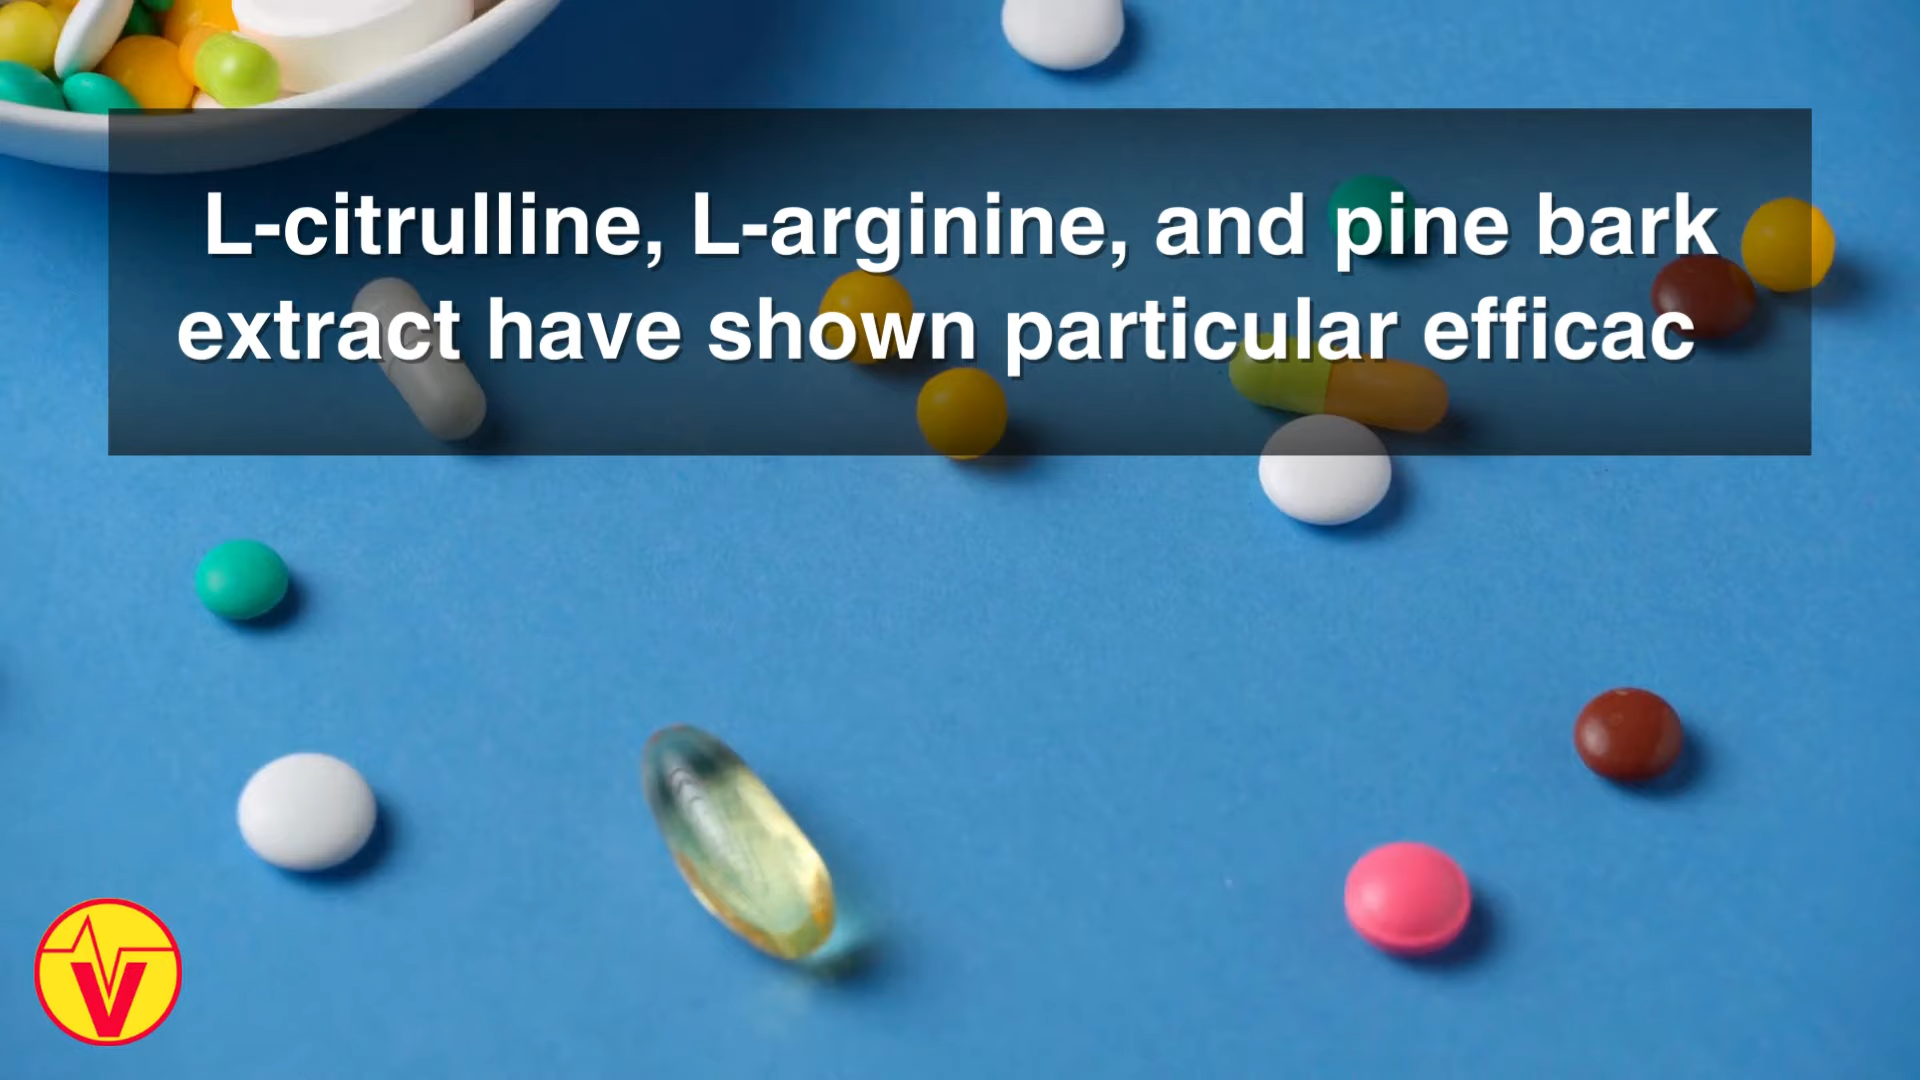 L-citrulline, L-arginine, and pine bark
extract have shown particular efficac
V